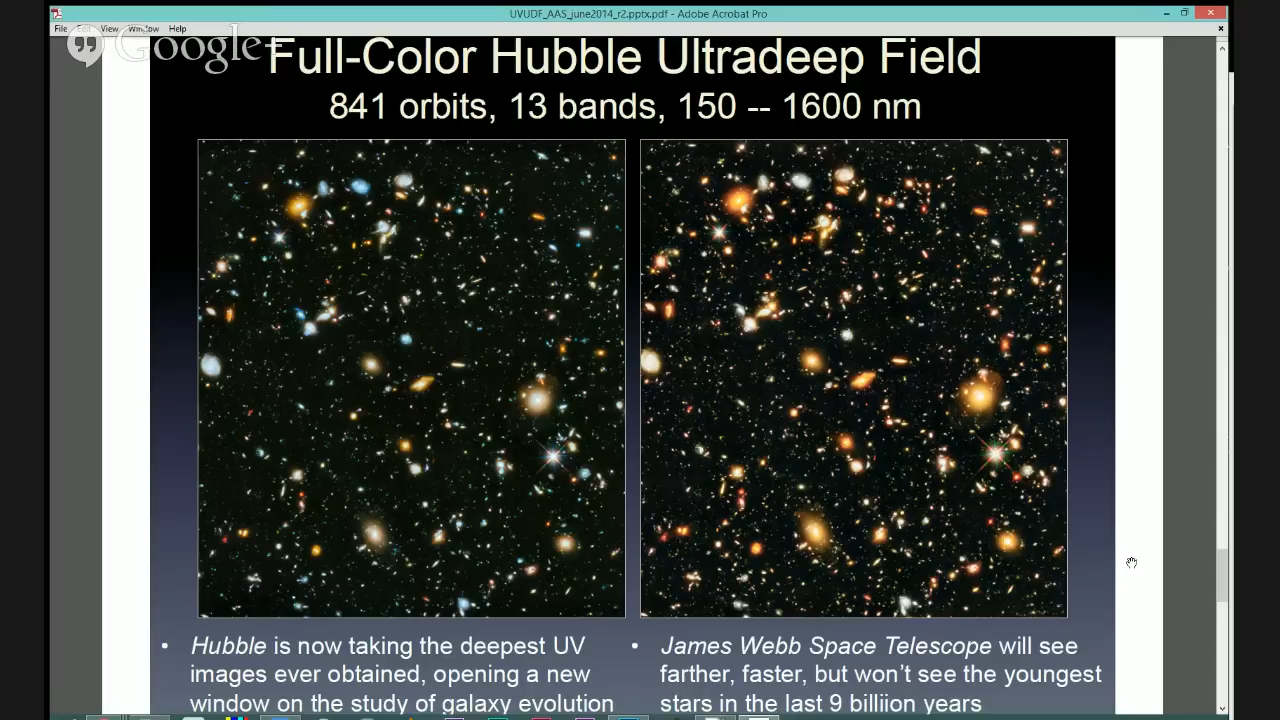 UVUDF_AAS_june2014_r2.pptx.pdf - Adobe Acrobat Pro
File Edit View Window Help
Google+
Full-Color Hubble Ultradeep Field
841 orbits, 13 bands, 150 -- 1600 nm
• Hubble is now taking the deepest UV
images ever obtained, opening a new
window on the study of galaxy evolution
• James Webb Space Telescope will see
farther, faster, but won't see the youngest
stars in the last 9 billiion years